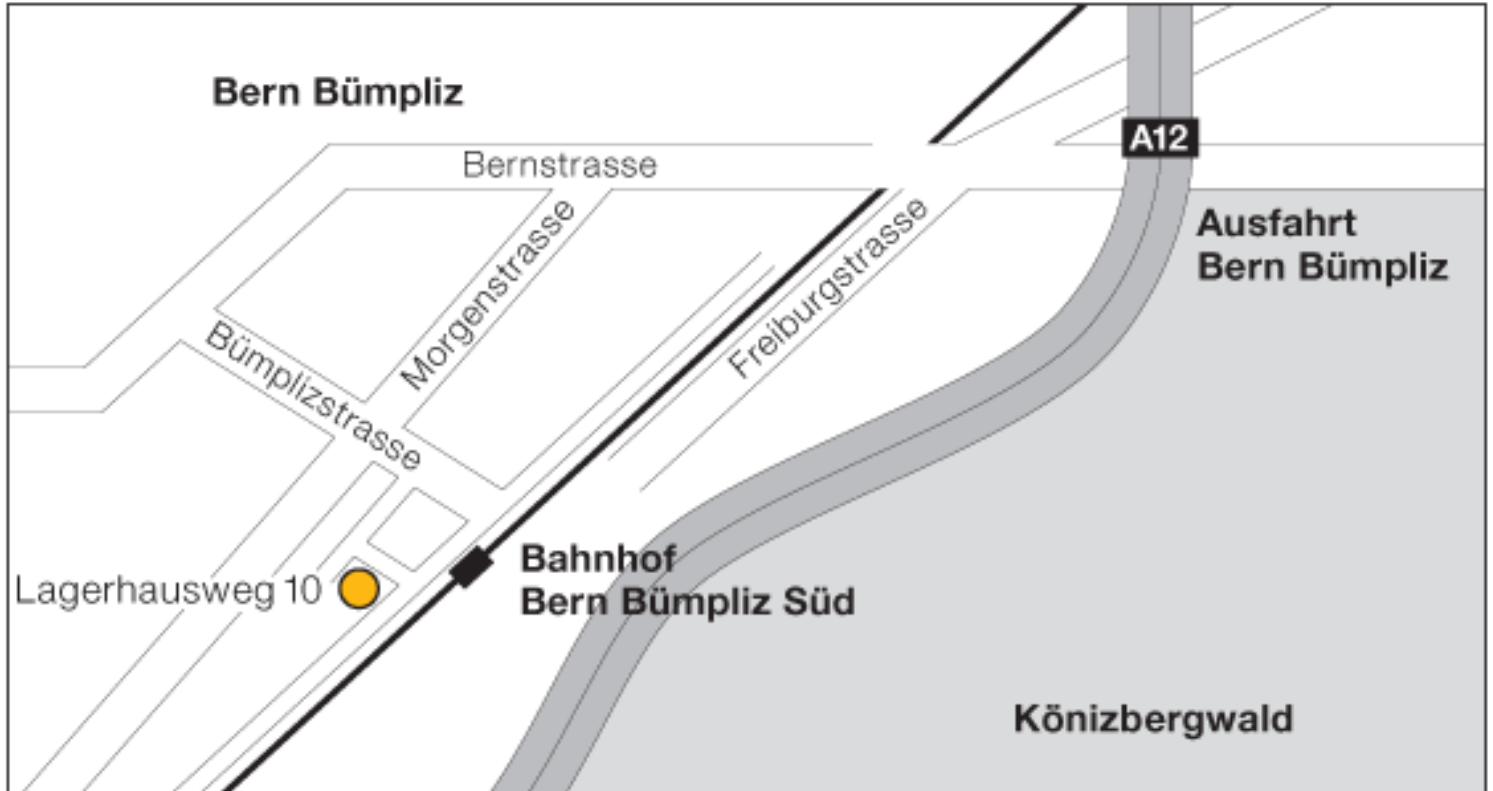 Bern Bümpliz
Bernstrasse
A12
Ausfahrt
Bern Bümpliz
Morgenstrasse
Freiburgstrasse
Bümplizstrasse
Lagerhausweg 10
Bahnhof
Bern Bümpliz Süd
Könizbergwald